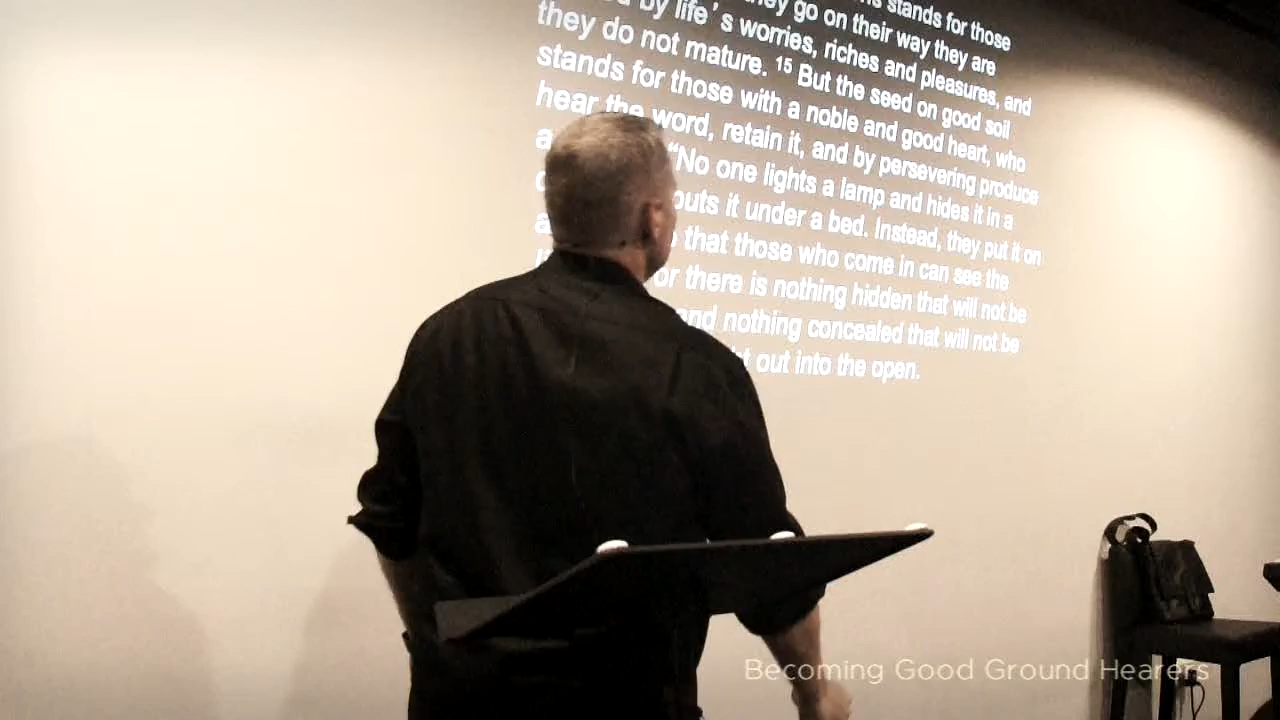 stands for those
they go on their way they are
by life's worries, riches and pleasures, and
they do not mature. 15 But the seed on good soil
stands for those with a noble and good heart, who
hear the word, retain it, and by persevering produce
"No one lights a lamp and hides it in a
puts it under a bed. Instead, they put it on
that those who come in can see the
or there is nothing hidden that will not be
and nothing concealed that will not be
out into the open.
Becoming Good Ground Hearers